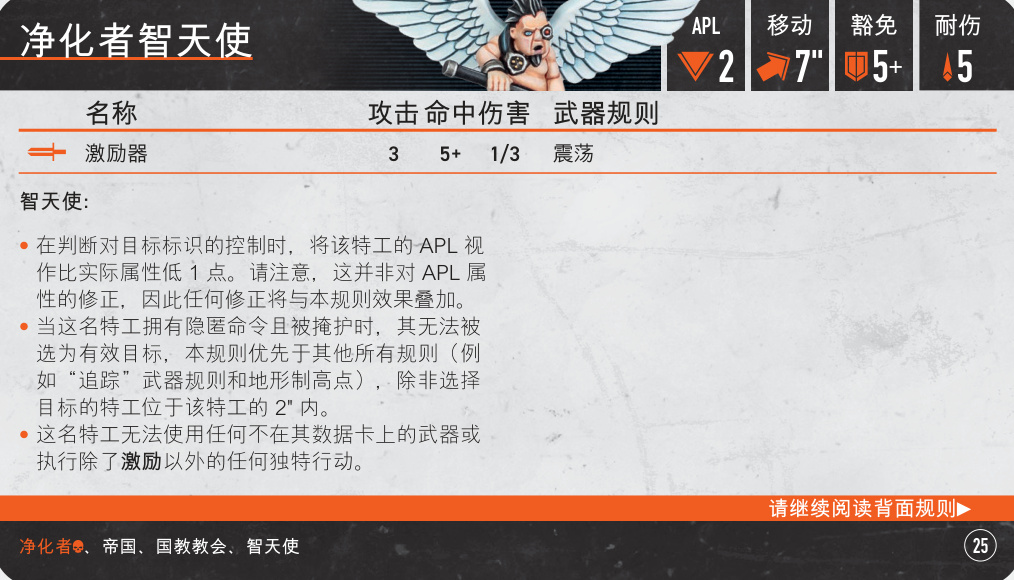 净化者智天使
APL 移动 豁免 耐伤
2 7" 5+ 5
名称 攻击 命中 伤害 武器规则
激励器 3 5+ 1/3 震荡
智天使:
• 在判断对目标标识的控制时，将该特工的 APL 视
作比实际属性低 1 点。请注意，这并非对 APL 属
性的修正，因此任何修正将与本规则效果叠加。
• 当这名特工拥有隐匿命令且被掩护时，其无法被
选为有效目标，本规则优先于其他所有规则（例
如“追踪”武器规则和地形制高点），除非选择
目标的特工位于该特工的 2" 内。
• 这名特工无法使用任何不在其数据卡上的武器或
执行除了激励以外的任何独特行动。
请继续阅读背面规则▶
净化者、帝国、国教教会、智天使
25